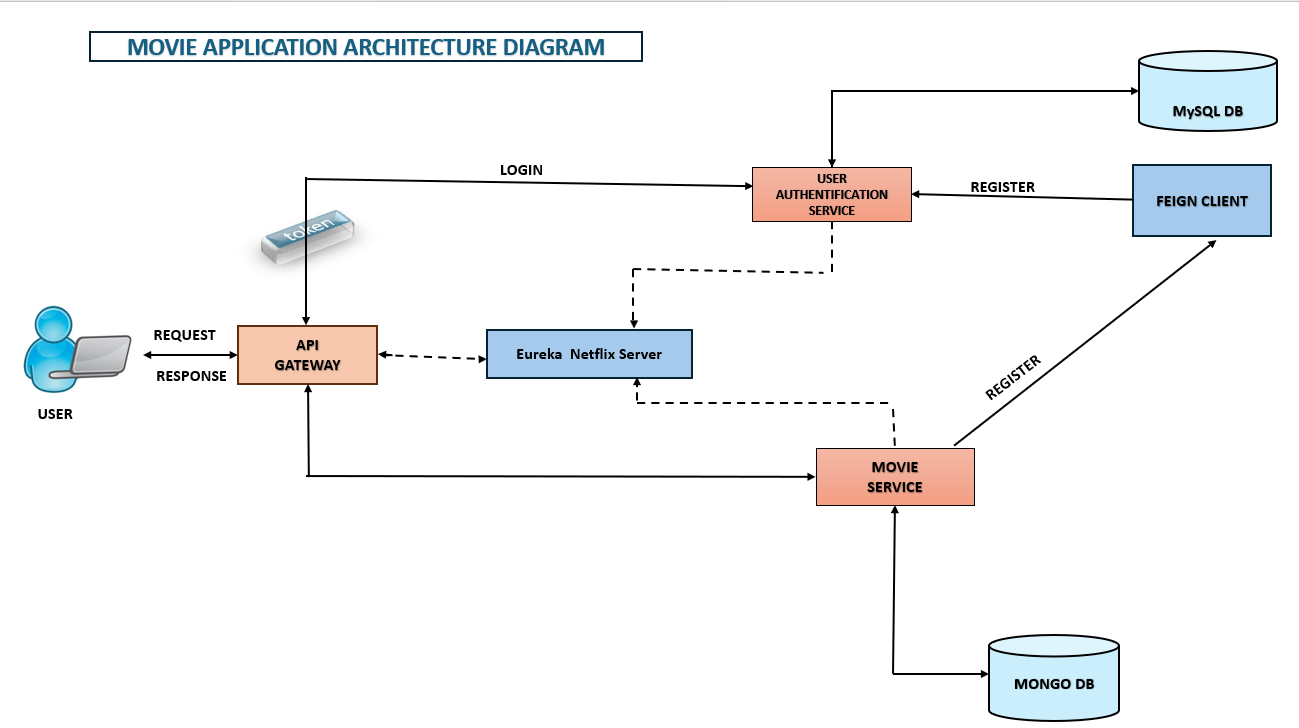 MOVIE APPLICATION ARCHITECTURE DIAGRAM
MySQL DB
LOGIN
USER
AUTHENTIFICATION
SERVICE
REGISTER
FEIGN CLIENT
token
REQUEST
RESPONSE
USER
API
GATEWAY
Eureka Netflix Server
REGISTER
MOVIE
SERVICE
MONGO DB